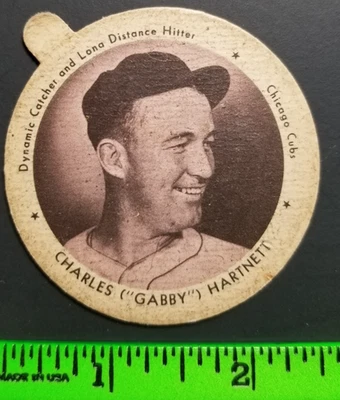 Dynamic Catcher and Long Distance Hitter
Chicago Cubs
CHARLES ("GABBY") HARTNETT
MADE IN USA
1
2